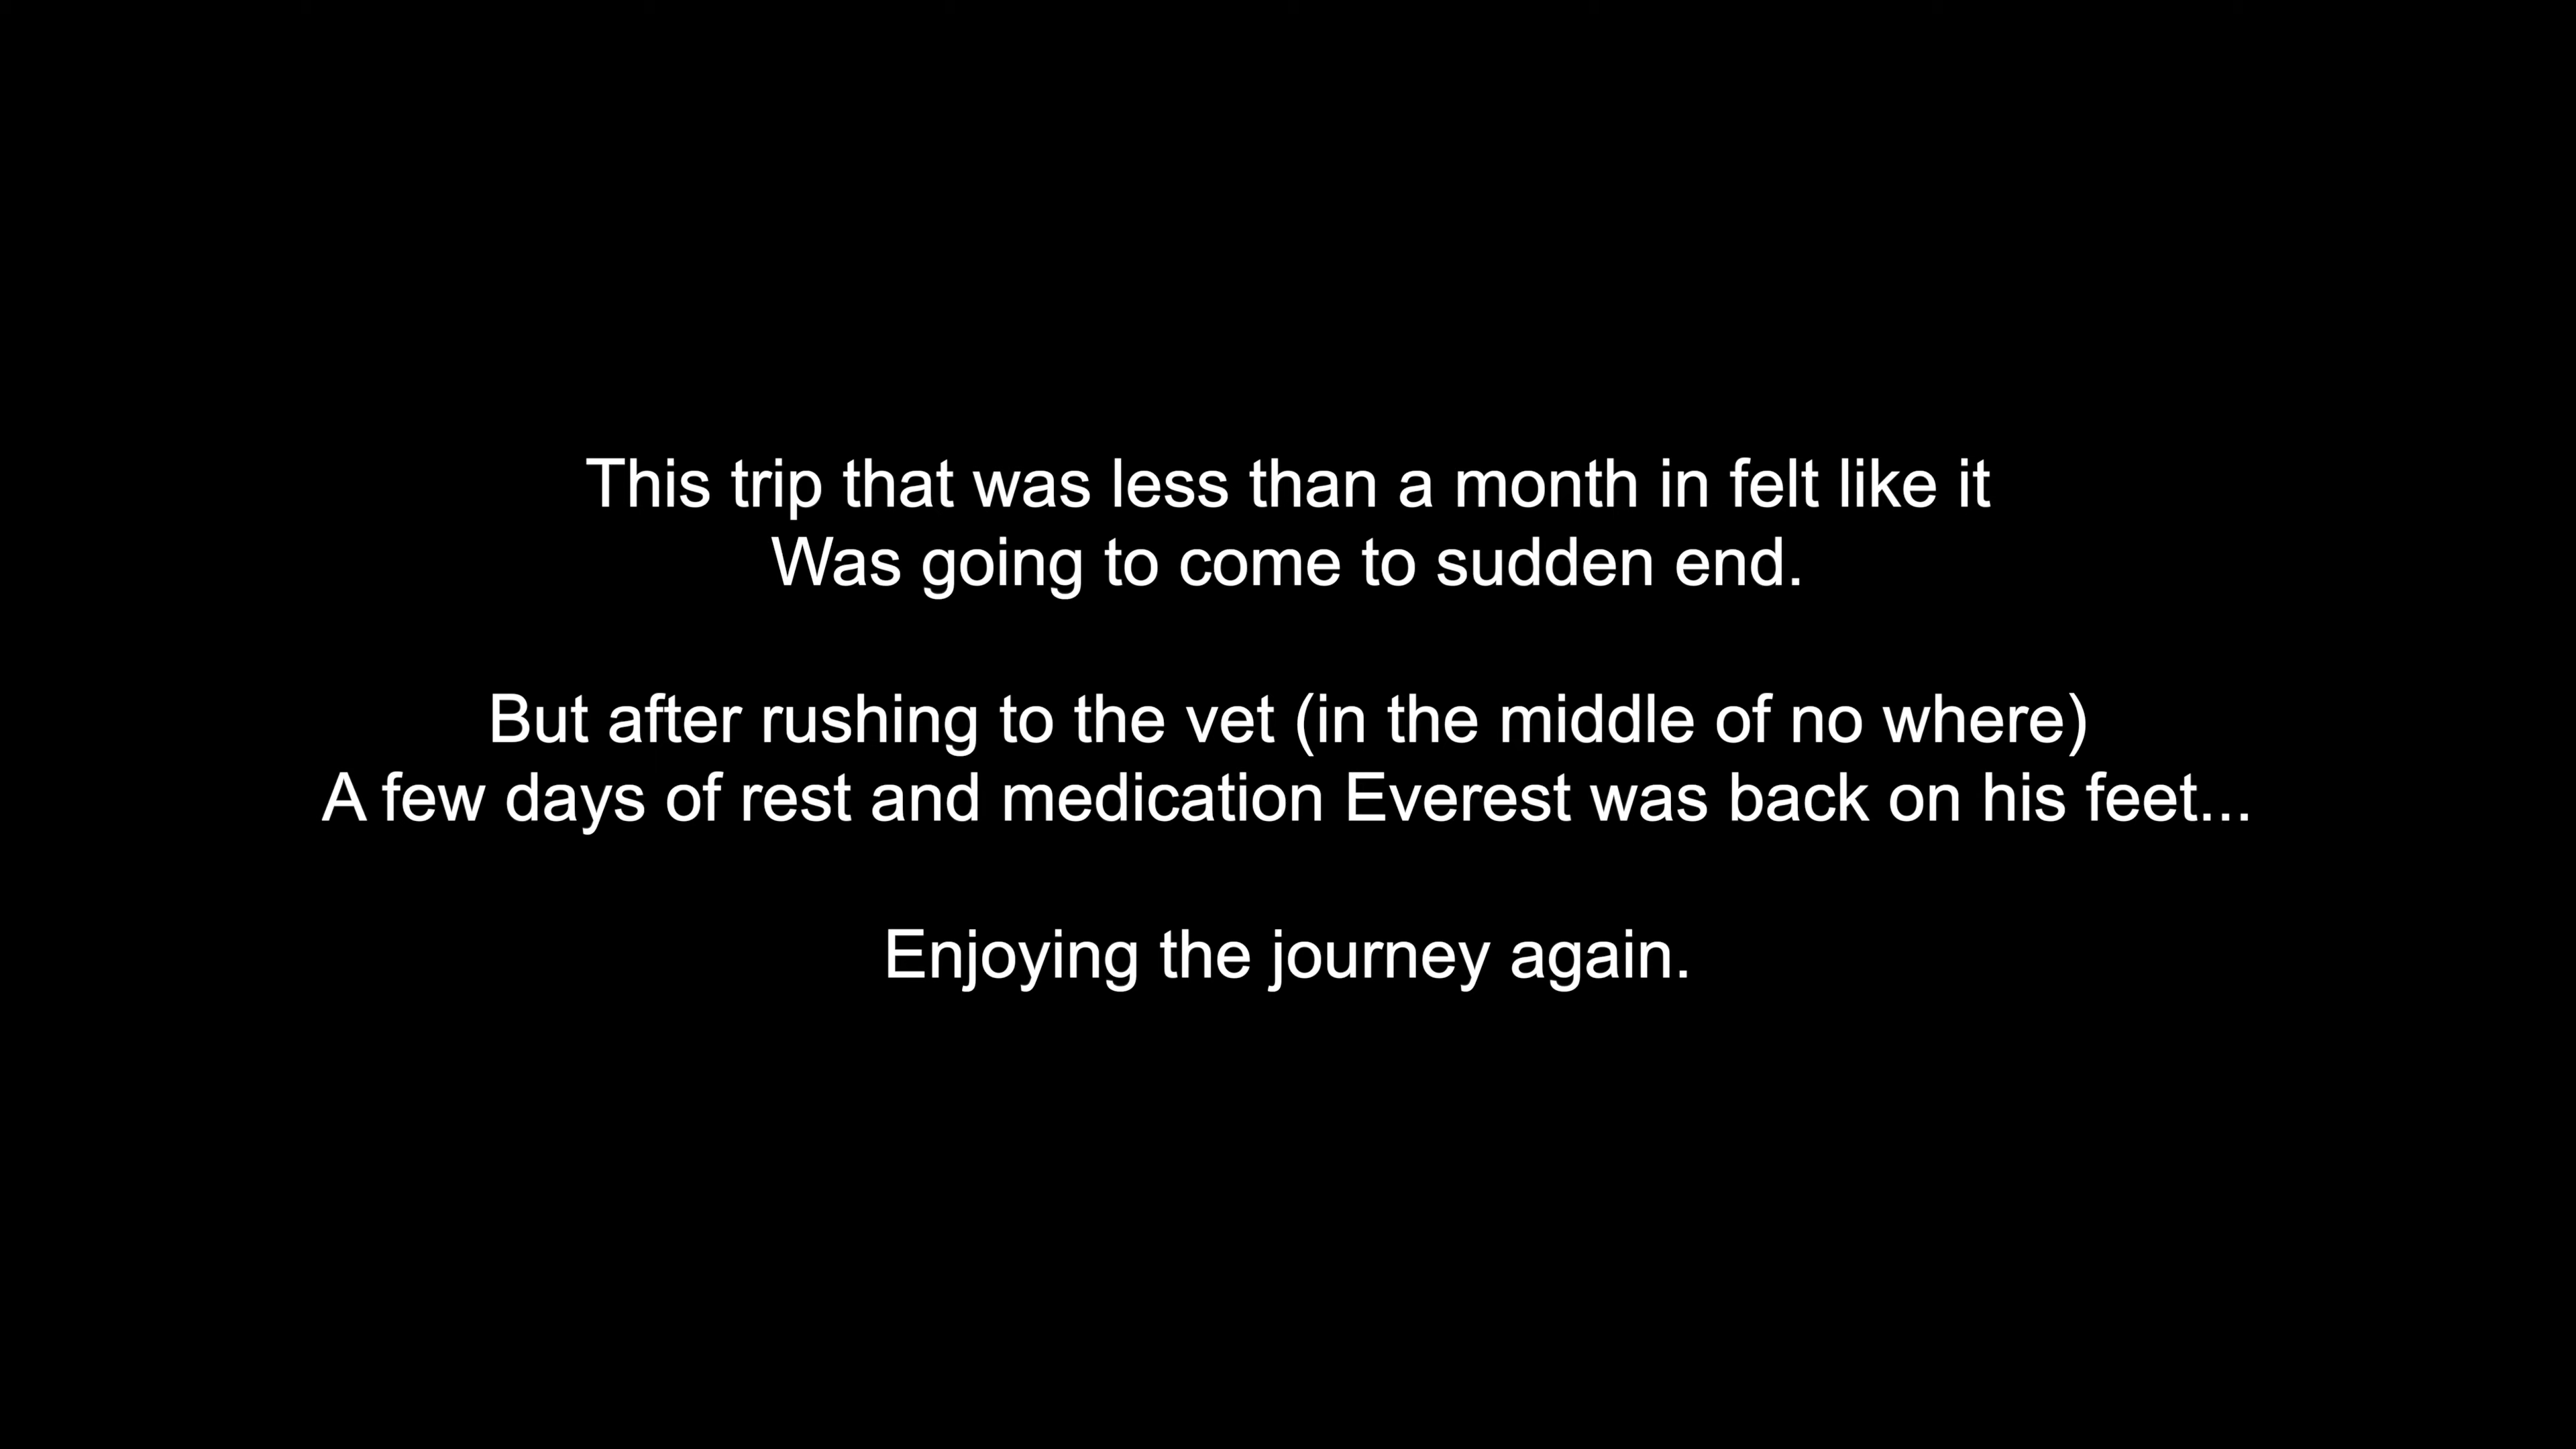 This trip that was less than a month in felt like it
Was going to come to sudden end.
But after rushing to the vet (in the middle of no where)
A few days of rest and medication Everest was back on his feet...
Enjoying the journey again.